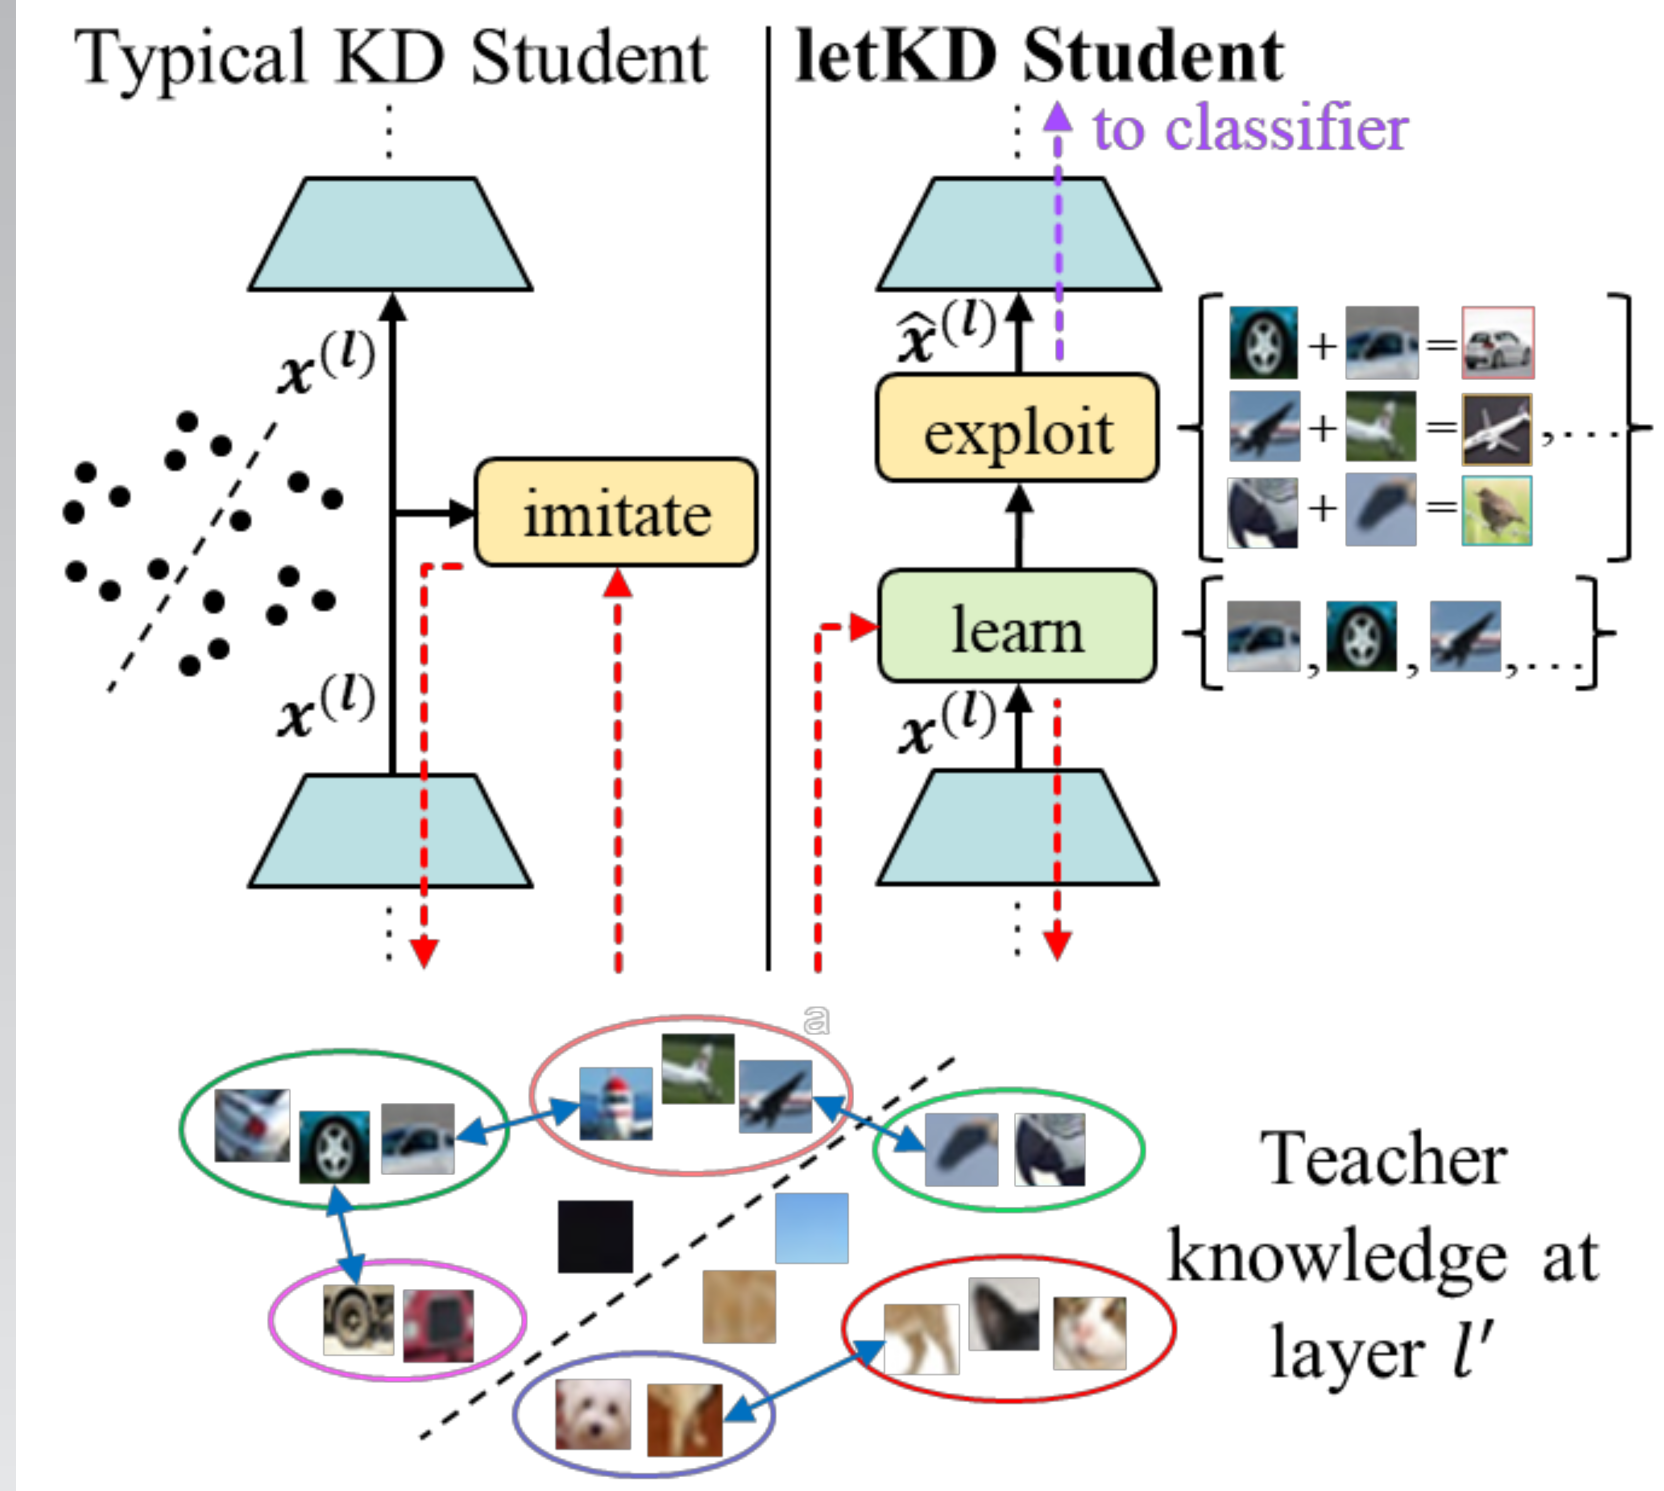 Typical KD Student
letKD Student
to classifier
x^(l)
x̂^(l)
+ =
exploit
+ = ,...
imitate
+ =
learn
, , ,...
x^(l)
x^(l)
a
Teacher
knowledge at
layer l′